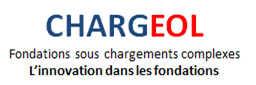 CHARGEOL
Fondations sous chargements complexes
L'innovation dans les fondations